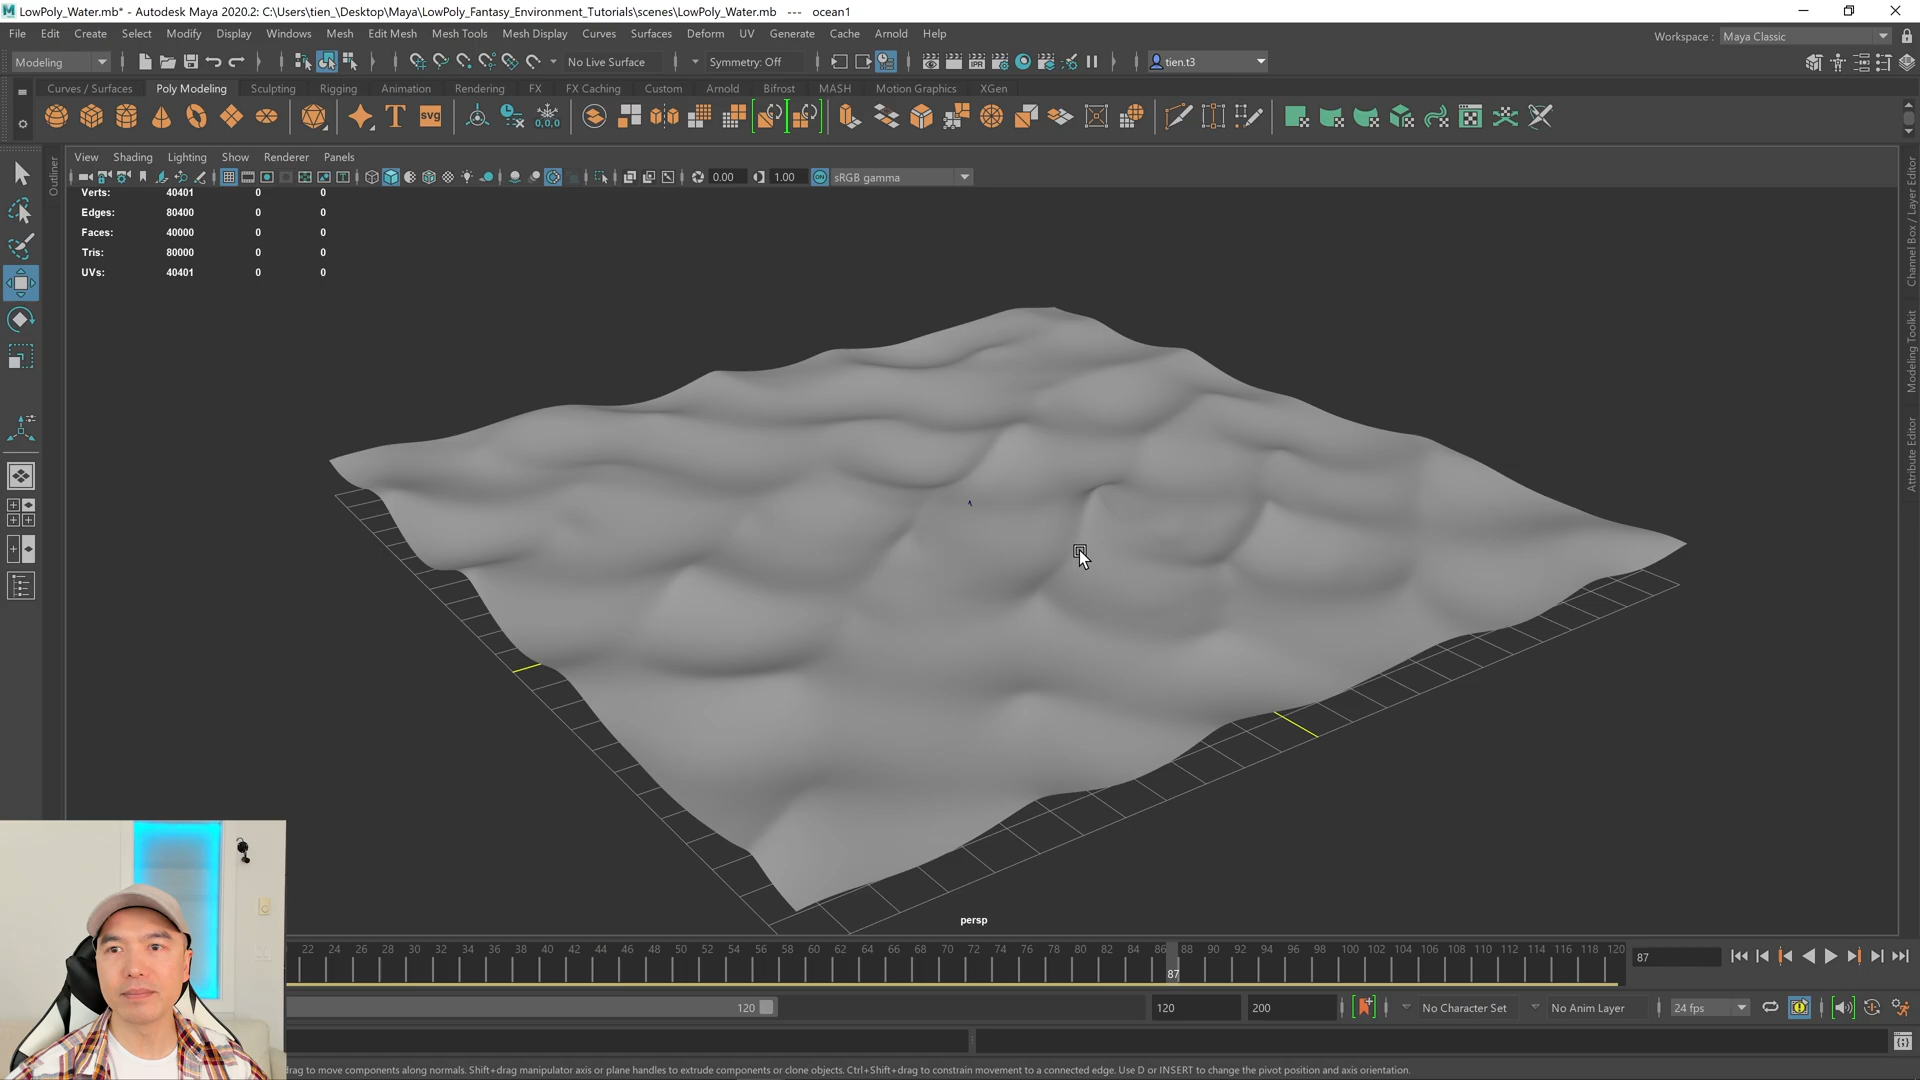 LowPoly_Water.mb* - Autodesk Maya 2020.2: C:\Users\tien_\Desktop\Maya\LowPoly_Fantasy_Environment_Tutorials\scenes\LowPoly_Water.mb --- ocean1
File Edit Create Select Modify Display Windows Mesh Edit Mesh Mesh Tools Mesh Display Curves Surfaces Deform UV Generate Cache Arnold Help
Workspace : Maya Classic
Modeling No Live Surface Symmetry: Off tien.t3
Curves / Surfaces Poly Modeling Sculpting Rigging Animation Rendering FX FX Caching Custom Arnold Bifrost MASH Motion Graphics XGen
T svg 0,0,0
View Shading Lighting Show Renderer Panels
0.00 1.00 ON sRGB gamma
Outliner
Channel Box / Layer Editor
Modeling Toolkit
Attribute Editor
Verts: 40401 0 0
Edges: 80400 0 0
Faces: 40000 0 0
Tris: 80000 0 0
UVs: 40401 0 0
persp
22 24 26 28 30 32 34 36 38 40 42 44 46 48 50 52 54 56 58 60 62 64 66 68 70 72 74 76 78 80 82 84 86 88 90 92 94 96 98 100 102 104 106 108 110 112 114 116 118 120
87
87
120 120 200 No Character Set No Anim Layer 24 fps
drag to move components along normals. Shift+drag manipulator axis or plane handles to extrude components or clone objects. Ctrl+Shift+drag to constrain movement to a connected edge. Use D or INSERT to change the pivot position and axis orientation.